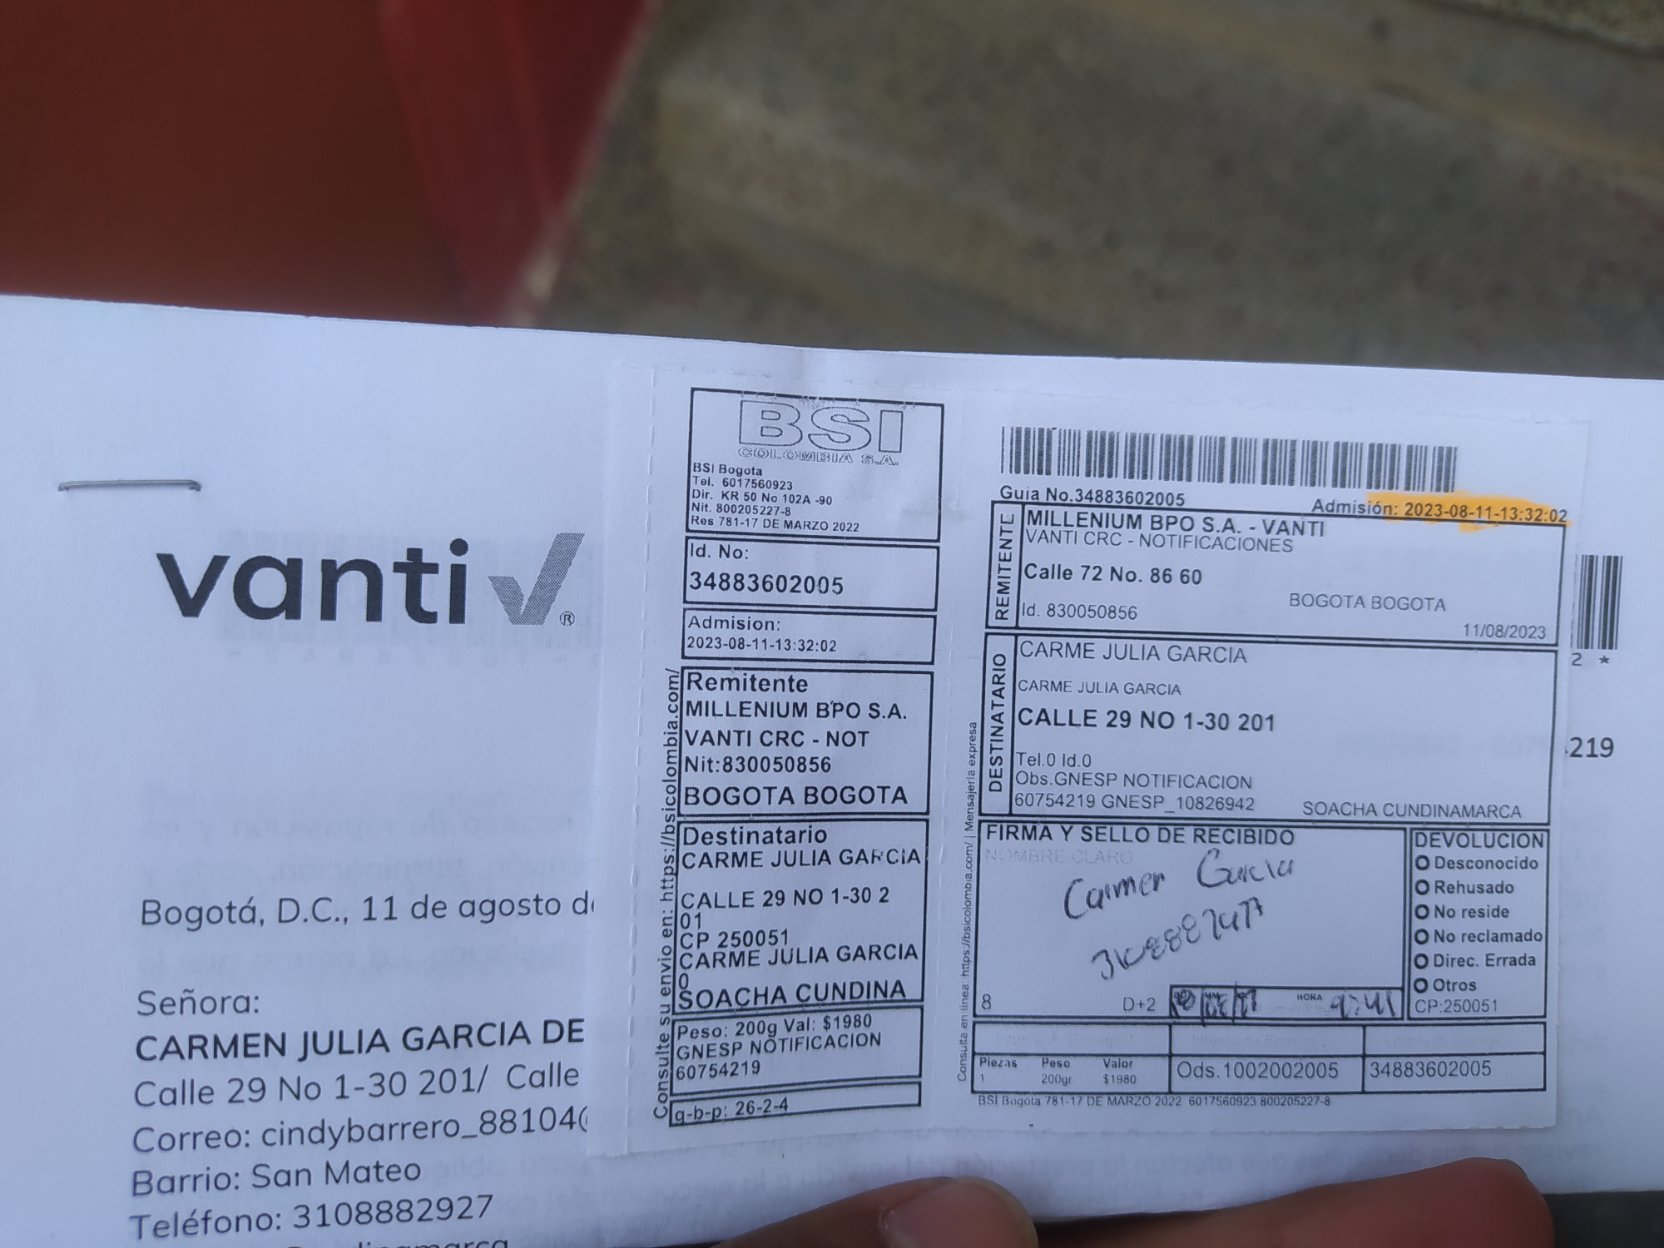 vanti
Bogotá, D.C., 11 de agosto d
Señora:
CARMEN JULIA GARCIA DE
Calle 29 No 1-30 201/ Calle
Correo: cindybarrero_88104@
Barrio: San Mateo
Teléfono: 3108882927
BSI
COLOMBIA S.A.
BSI Bogota
Tel. 6017560923
Dir. KR 50 No 102A -90
Nit. 800205227-8
Res 781-17 DE MARZO 2022
Id. No:
34883602005
Admision:
2023-08-11-13:32:02
Remitente
MILLENIUM BPO S.A.
VANTI CRC - NOT
Nit:830050856
BOGOTA BOGOTA
Destinatario
CARME JULIA GARCIA
CALLE 29 NO 1-30 2
01
CP 250051
CARME JULIA GARCIA
0
SOACHA CUNDINA
Peso: 200g Val: $1980
GNESP NOTIFICACION
60754219
q-b-p: 26-2-4
Consulte su envio en: https://bsicolombia.com/
Guia No.34883602005
Admisión: 2023-08-11-13:32:02
REMITENTE
MILLENIUM BPO S.A. - VANTI
VANTI CRC - NOTIFICACIONES
Calle 72 No. 86 60
BOGOTA BOGOTA
Id. 830050856
11/08/2023
DESTINATARIO
CARME JULIA GARCIA
CARME JULIA GARCIA
CALLE 29 NO 1-30 201
Tel.0 Id.0
Obs.GNESP NOTIFICACION
60754219 GNESP_10826942
SOACHA CUNDINAMARCA
FIRMA Y SELLO DE RECIBIDO
NOMBRE CLARO
Carmen Garcia
8
D+2
HORA
DEVOLUCION
Desconocido
Rehusado
No reside
No reclamado
Direc. Errada
Otros
CP:250051
Piezas Peso Valor
1 200gr $1980
Ods.1002002005
34883602005
BSI Bogota 781-17 DE MARZO 2022 6017560923 800205227-8
Consulta en linea: https://bsicolombia.com/ | Mensajería expresa
2 *
219